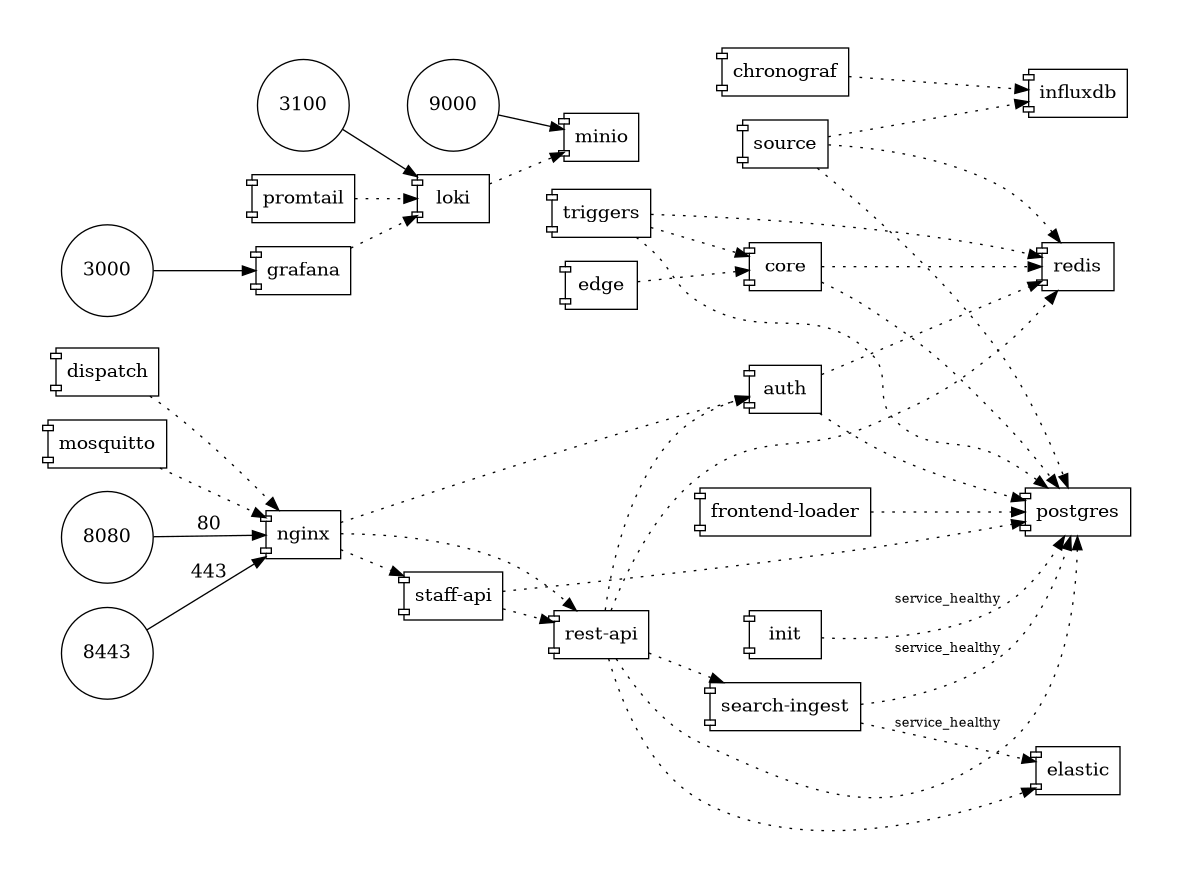 chronograf
3100
9000
influxdb
minio
source
promtail
loki
triggers
3000
grafana
core
redis
edge
dispatch
auth
mosquitto
frontend-loader
postgres
8080
80
nginx
443
staff-api
service_healthy
8443
rest-api
init
service_healthy
search-ingest
service_healthy
elastic